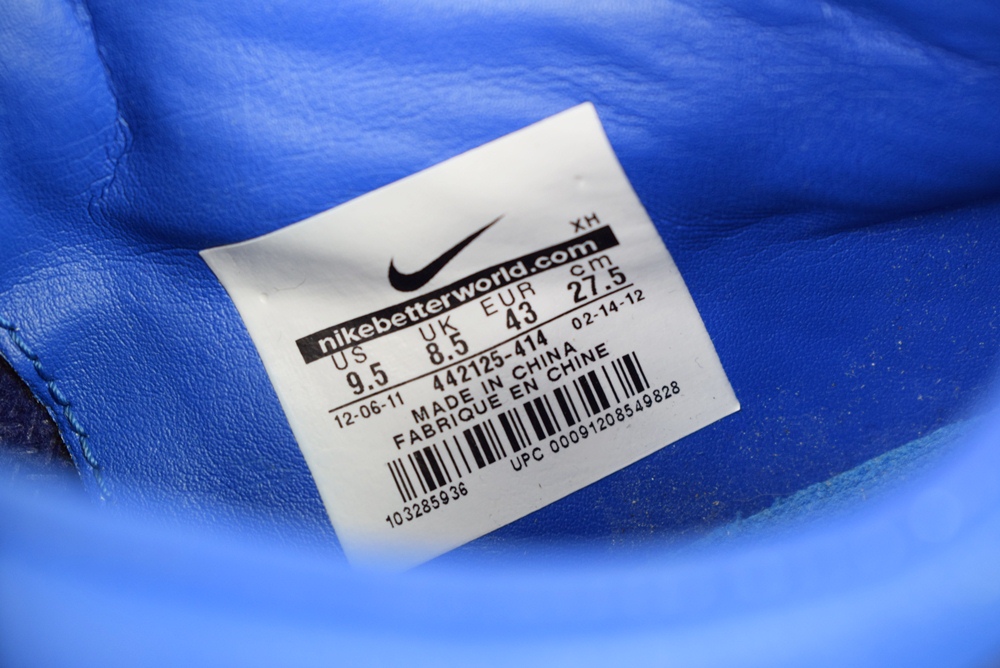 XH
nikebetterworld.com
US UK EUR cm
9.5 8.5 43 27.5
12-06-11 442125-414 02-14-12
MADE IN CHINA
FABRIQUE EN CHINE
103285936 UPC 00091208549828